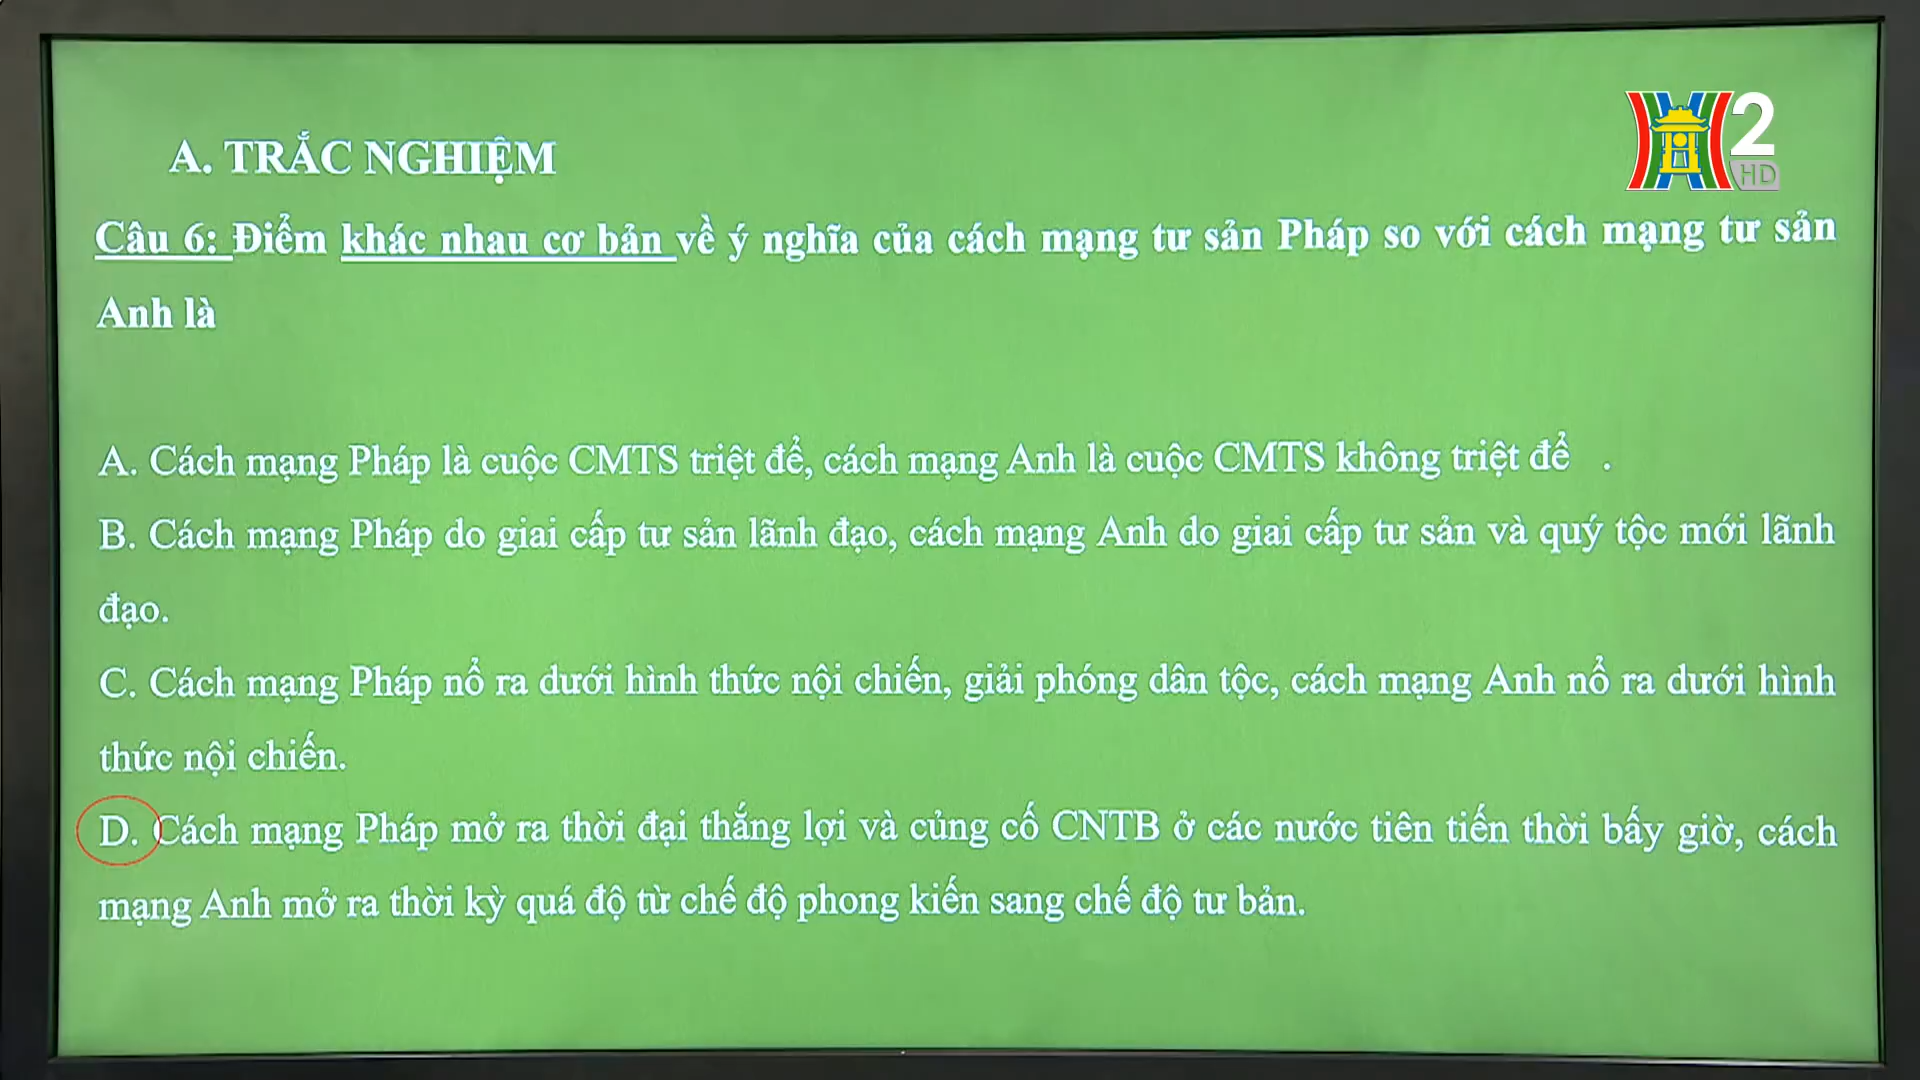 2
HD
A. TRẮC NGHIỆM
Câu 6: Điểm khác nhau cơ bản về ý nghĩa của cách mạng tư sản Pháp so với cách mạng tư sản
Anh là
A. Cách mạng Pháp là cuộc CMTS triệt để, cách mạng Anh là cuộc CMTS không triệt để .
B. Cách mạng Pháp do giai cấp tư sản lãnh đạo, cách mạng Anh do giai cấp tư sản và quý tộc mới lãnh
đạo.
C. Cách mạng Pháp nổ ra dưới hình thức nội chiến, giải phóng dân tộc, cách mạng Anh nổ ra dưới hình
thức nội chiến.
D. Cách mạng Pháp mở ra thời đại thắng lợi và củng cố CNTB ở các nước tiên tiến thời bấy giờ, cách
mạng Anh mở ra thời kỳ quá độ từ chế độ phong kiến sang chế độ tư bản.